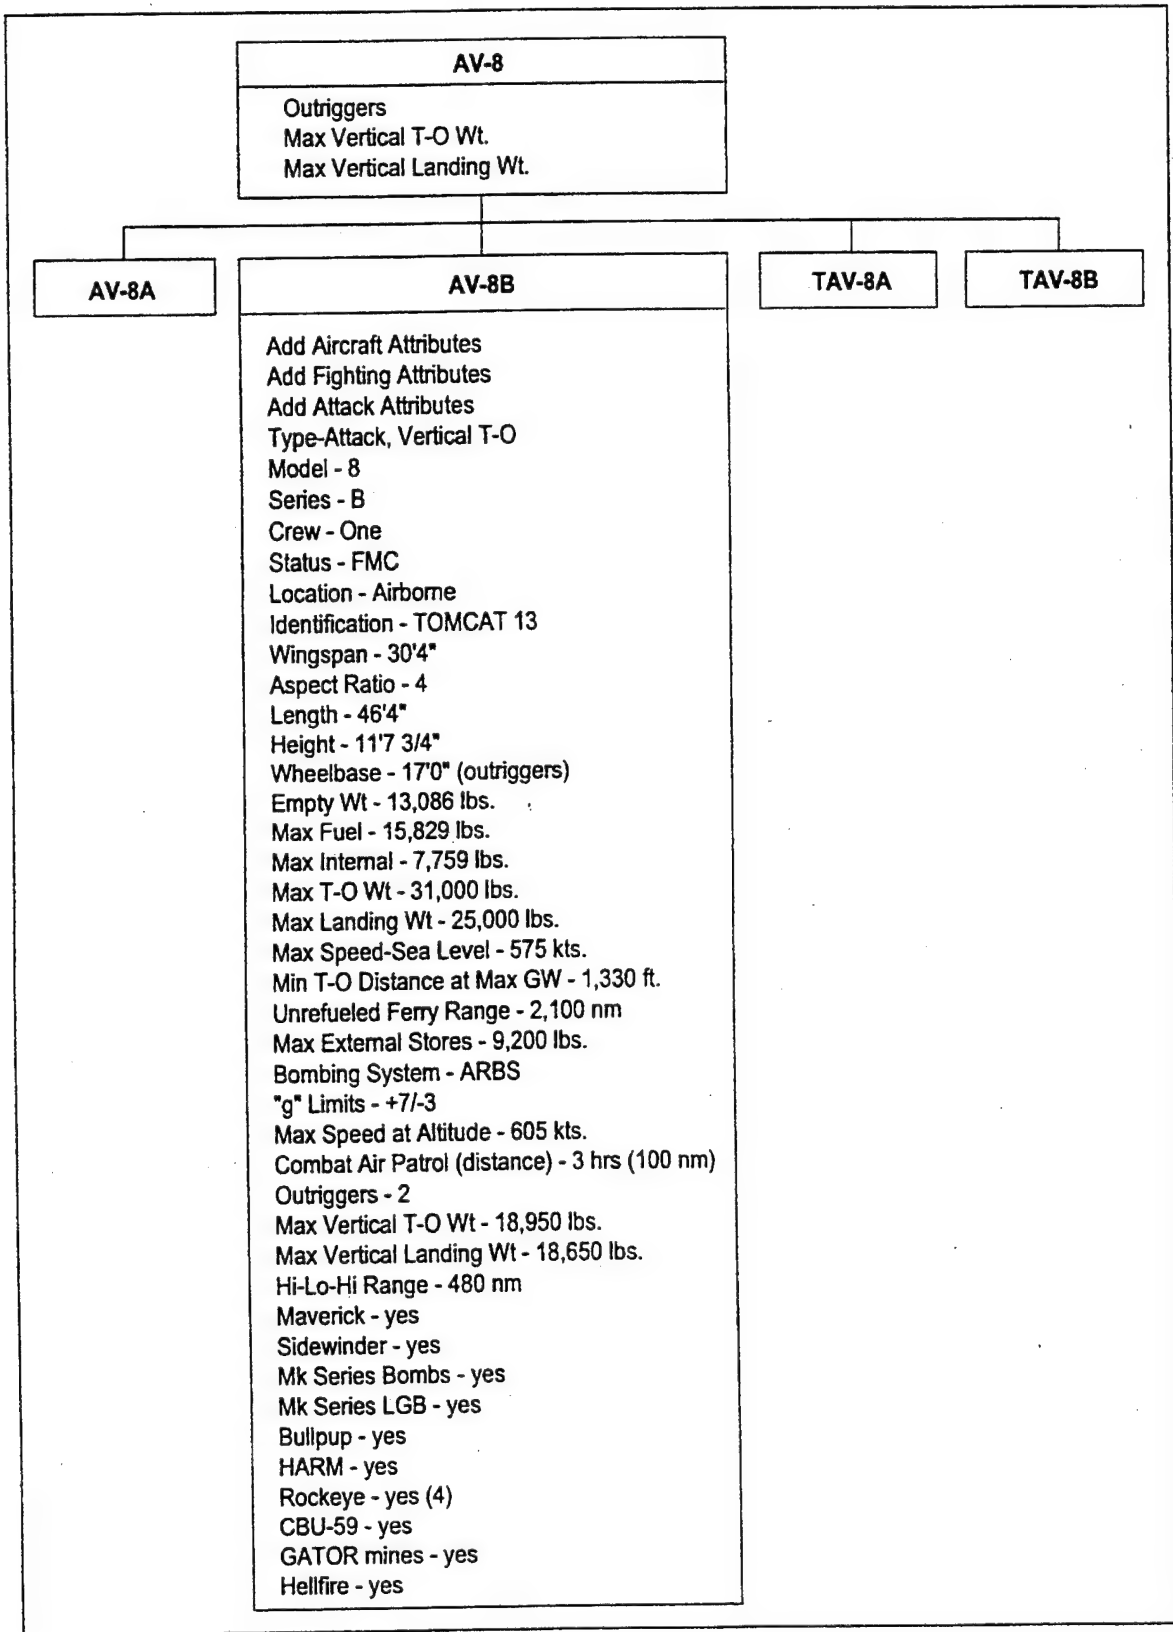 AV-8
Outriggers
Max Vertical T-O Wt.
Max Vertical Landing Wt.
AV-8A
AV-8B
TAV-8A
TAV-8B
Add Aircraft Attributes
Add Fighting Attributes
Add Attack Attributes
Type-Attack, Vertical T-O
Model - 8
Series - B
Crew - One
Status - FMC
Location - Airborne
Identification - TOMCAT 13
Wingspan - 30'4"
Aspect Ratio - 4
Length - 46'4"
Height - 11'7 3/4"
Wheelbase - 17'0" (outriggers)
Empty Wt - 13,086 lbs.
Max Fuel - 15,829 lbs.
Max Internal - 7,759 lbs.
Max T-O Wt - 31,000 lbs.
Max Landing Wt - 25,000 lbs.
Max Speed-Sea Level - 575 kts.
Min T-O Distance at Max GW - 1,330 ft.
Unrefueled Ferry Range - 2,100 nm
Max External Stores - 9,200 lbs.
Bombing System - ARBS
"g" Limits - +7/-3
Max Speed at Altitude - 605 kts.
Combat Air Patrol (distance) - 3 hrs (100 nm)
Outriggers - 2
Max Vertical T-O Wt - 18,950 lbs.
Max Vertical Landing Wt - 18,650 lbs.
Hi-Lo-Hi Range - 480 nm
Maverick - yes
Sidewinder - yes
Mk Series Bombs - yes
Mk Series LGB - yes
Bullpup - yes
HARM - yes
Rockeye - yes (4)
CBU-59 - yes
GATOR mines - yes
Hellfire - yes